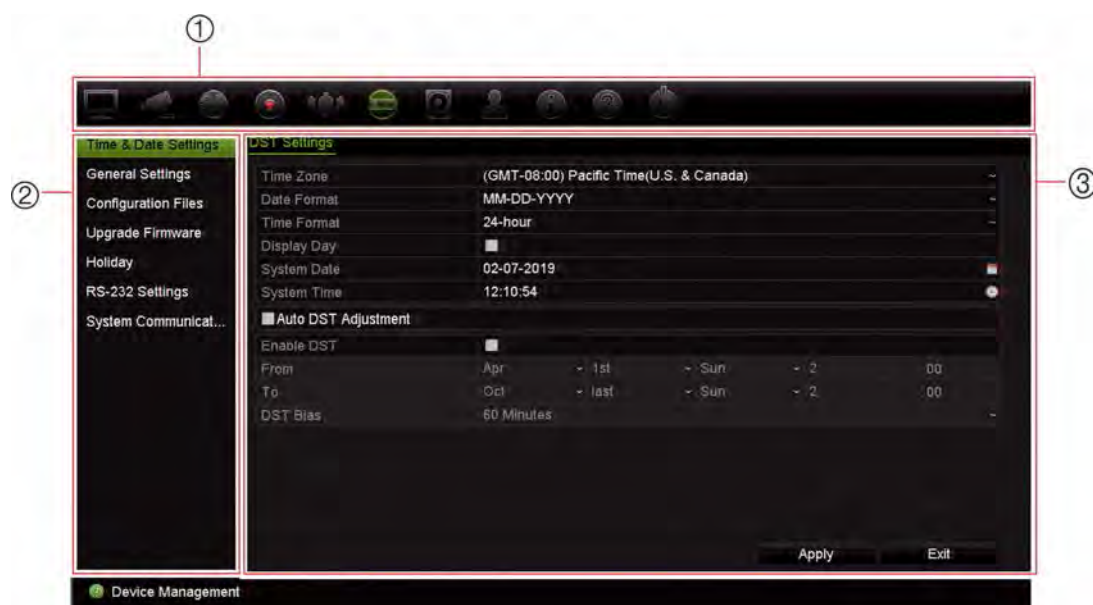 ①
Time & Date Settings
General Settings
Configuration Files
Upgrade Firmware
Holiday
RS-232 Settings
System Communicat...
②
DST Settings
Time Zone (GMT-08:00) Pacific Time(U.S. & Canada)
Date Format MM-DD-YYYY
Time Format 24-hour
Display Day
System Date 02-07-2019
System Time 12:10:54
Auto DST Adjustment
Enable DST
From Apr 1st Sun 2 00
To Oct last Sun 2 00
DST Bias 60 Minutes
③
Apply Exit
Device Management